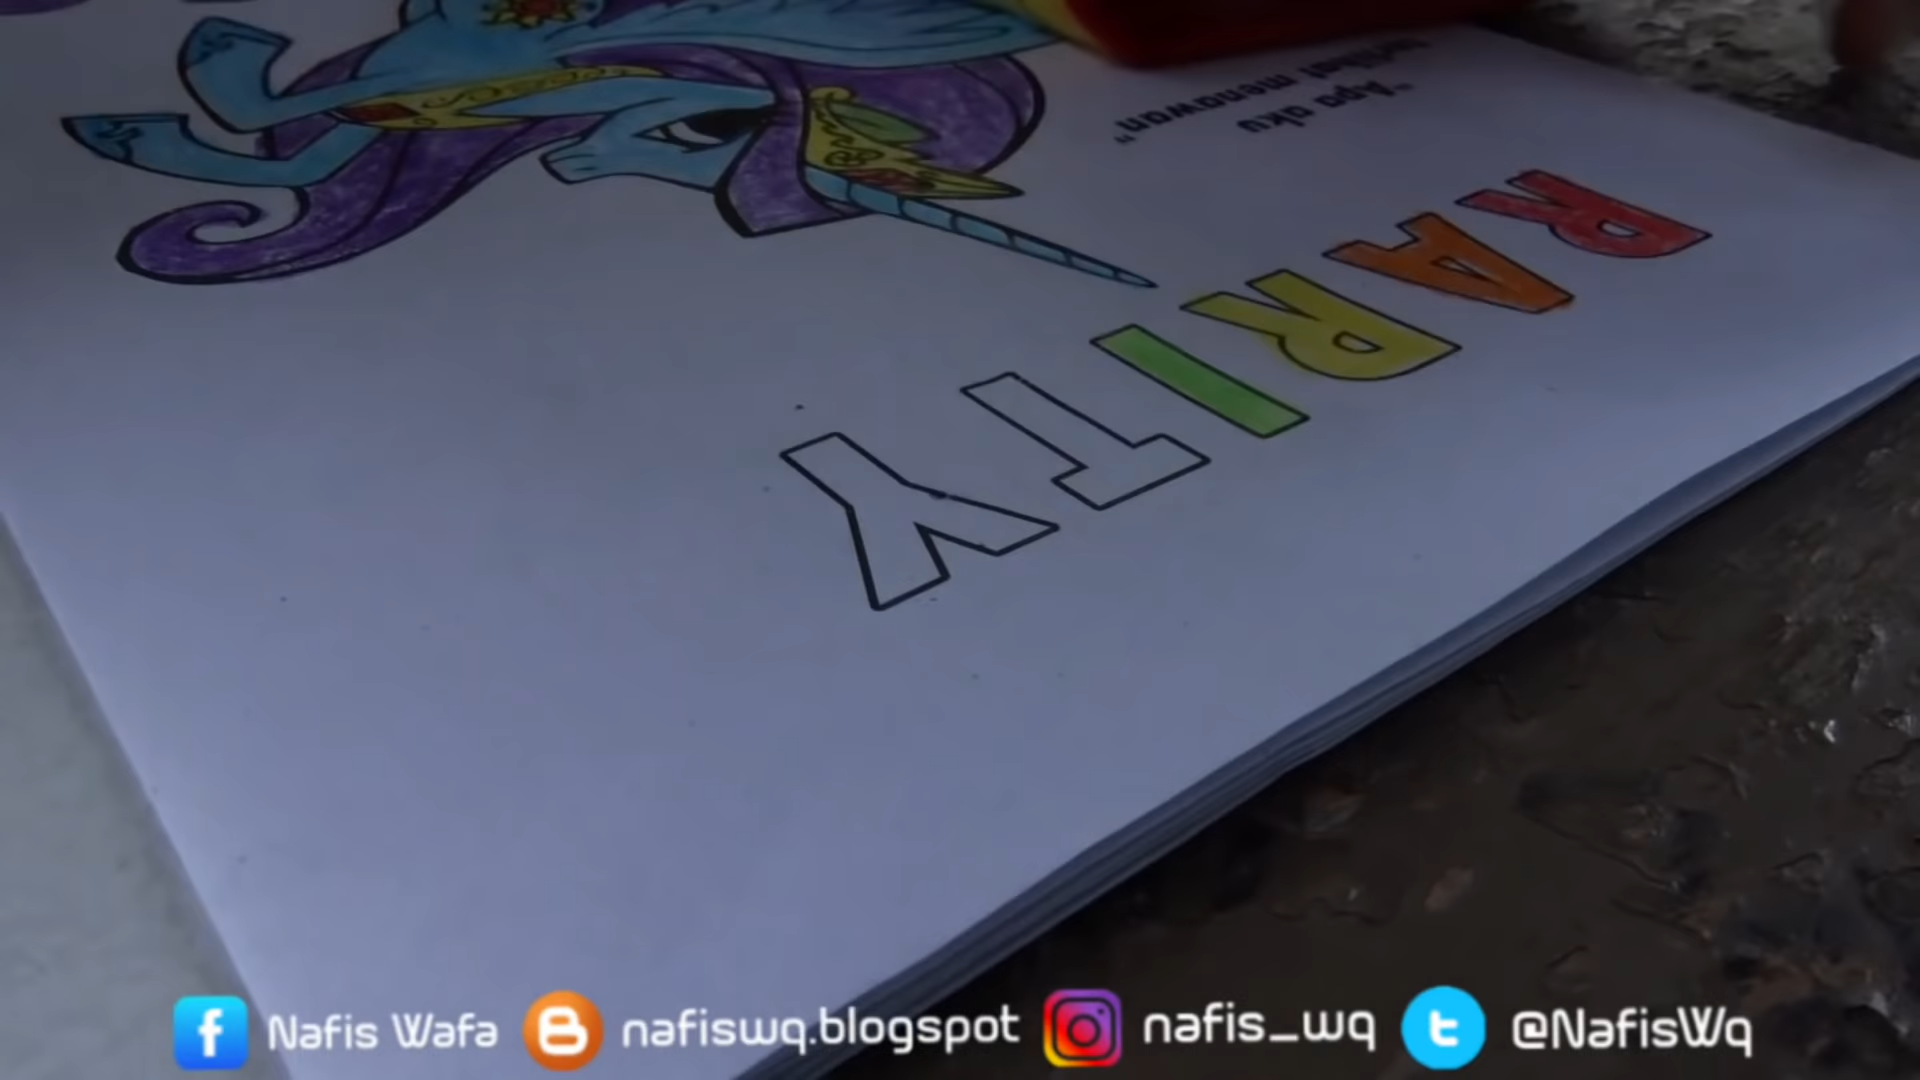 RARITY
"Apa aku
terlihat menawan"
Nafis Wafa
nafiswq.blogspot
nafis_wq
@NafisWq